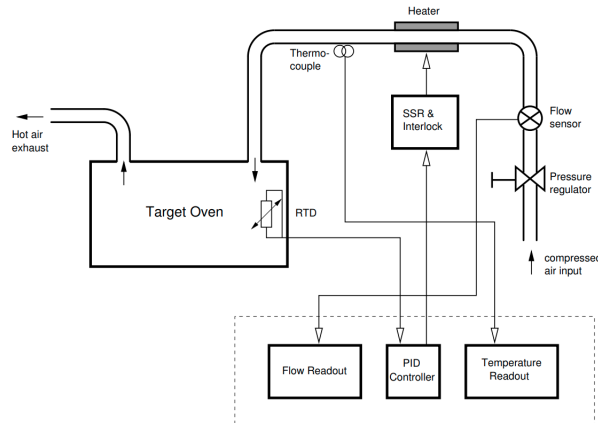 Heater
Thermo-
couple
SSR &
Interlock
Flow
sensor
Hot air
exhaust
Pressure
regulator
Target Oven
RTD
compressed
air input
Flow Readout
PID
Controller
Temperature
Readout